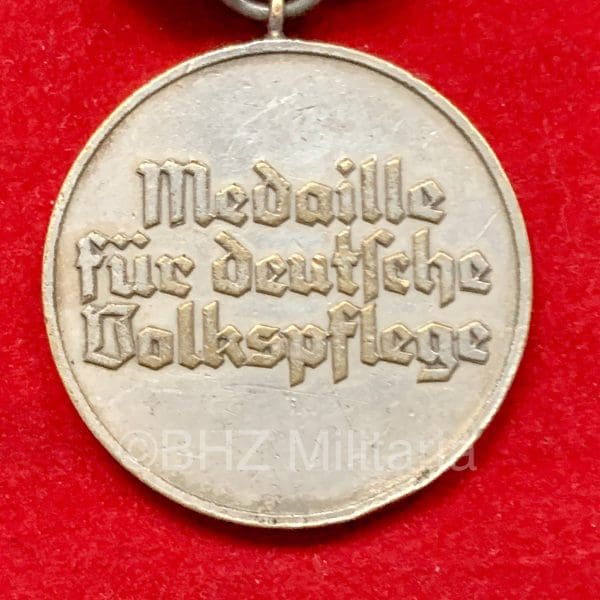 Medaille
für deutſche
Volkspflege
©BHZ Militaria